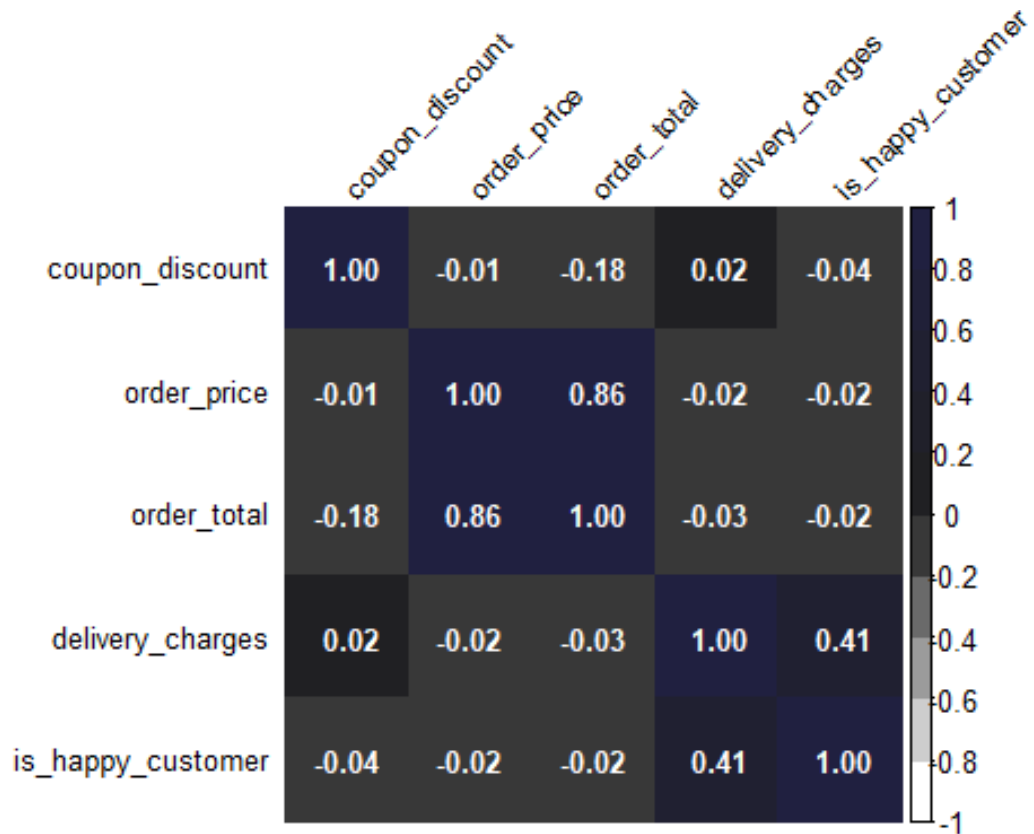 coupon_discount
order_price
order_total
delivery_charges
is_happy_customer
coupon_discount 1.00 -0.01 -0.18 0.02 -0.04
order_price -0.01 1.00 0.86 -0.02 -0.02
order_total -0.18 0.86 1.00 -0.03 -0.02
delivery_charges 0.02 -0.02 -0.03 1.00 0.41
is_happy_customer -0.04 -0.02 -0.02 0.41 1.00
1
0.8
0.6
0.4
0.2
0
-0.2
-0.4
-0.6
-0.8
-1